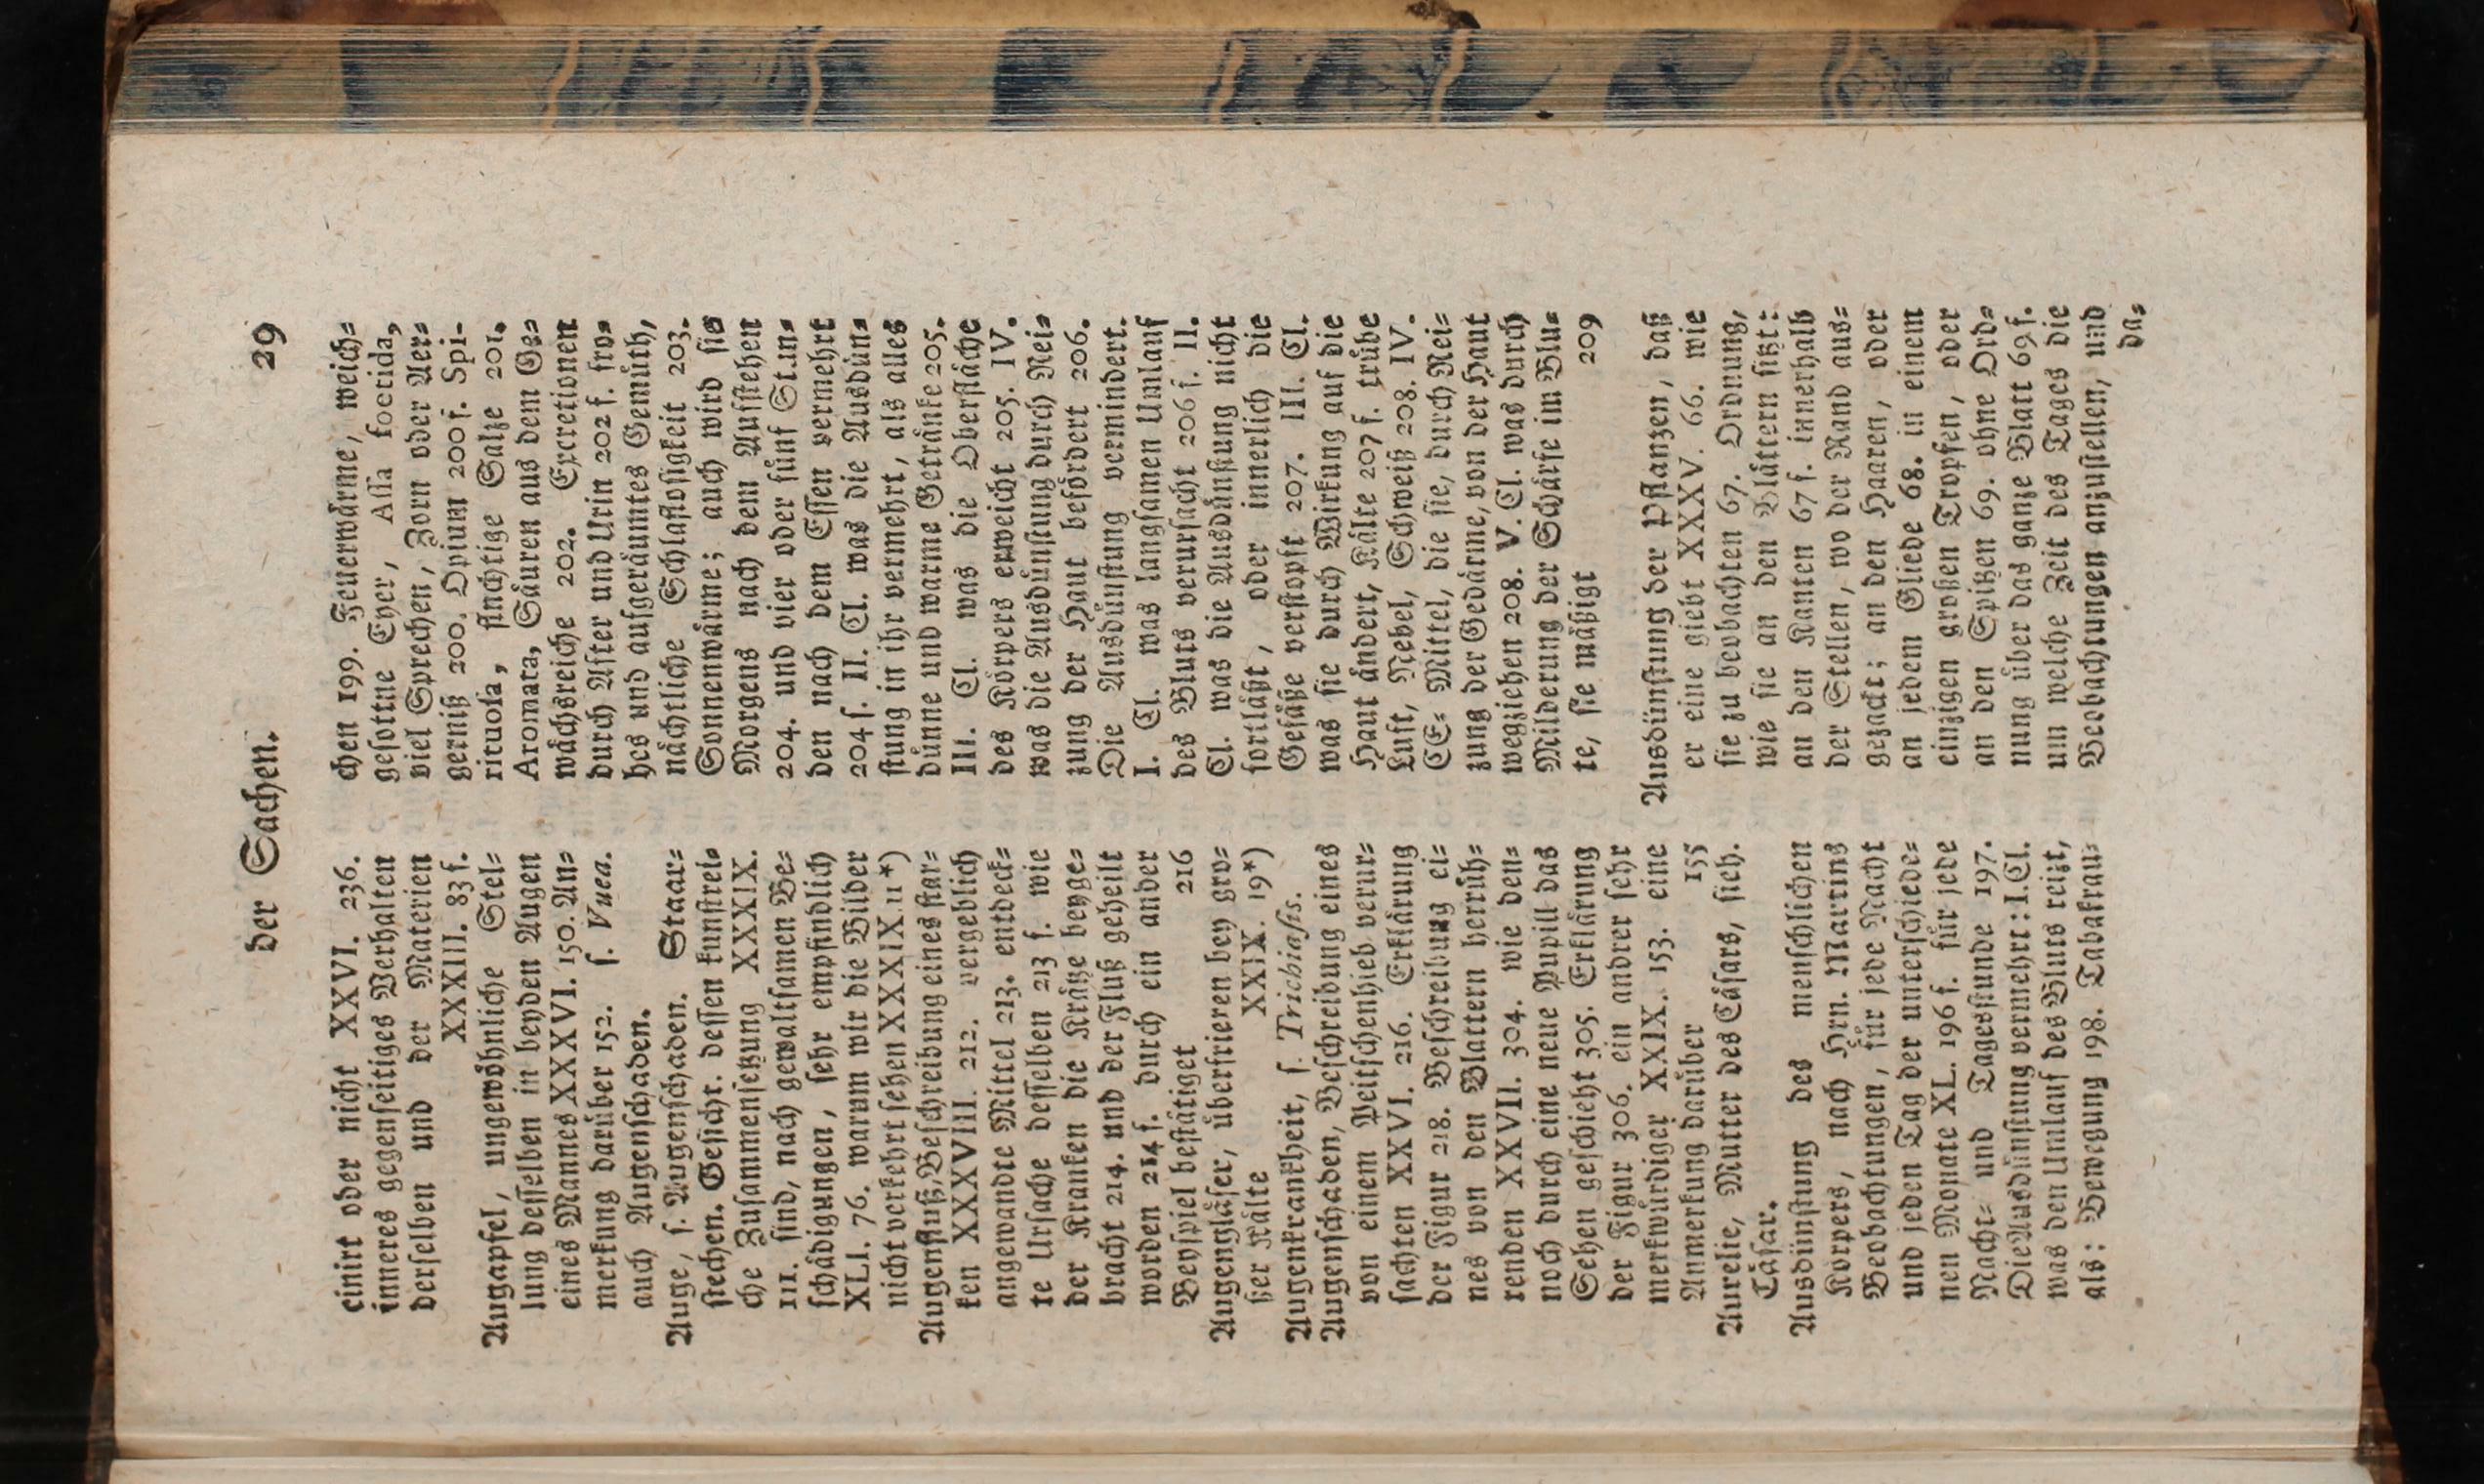 der Sachen. 29
cinirt oder nicht XXVI. 236.
inneres gegenseitiges Verhalten
derselben und der Materien
XXXIII. 83 f.
Augapfel, ungewöhnliche Stel=
lung desselben in beyden Augen
eines Mannes XXXVI. 150. An=
merkung darüber 152. s. Vuea.
auch Augenschaden.
Auge, s. Augenschaden. Staar=
stechen. Gesicht. dessen kunstrei=
che Zusammensetzung XXXIX.
111. sind, nach gewaltsamen Be=
schädigungen, sehr empfindlich
XLI. 76. warum wir die Bilder
nicht verkehrt sehen XXXIX. 11*)
Augenfluß, Beschreibung eines star=
ken XXXVIII. 212. vergeblich
angewandte Mittel 213. entdeck=
te Ursache desselben 213 f. wie
der Kranken die Krätze beyge=
bracht 214. und der Fluß geheilt
worden 214 f. durch ein ander
Beyspiel bestätiget 216
Augengläser, überfrieren bey gro=
ßer Kälte XXIX. 19*)
Augenkrankheit, s. Trichiasis.
Augenschaden, Beschreibung eines
von einem Peitschenhieb verur=
sachten XXVI. 216. Erklärung
der Figur 218. Beschreibung ei=
nes von den Blattern herrüh=
renden XXVII. 304. wie den=
noch durch eine neue Pupill das
Sehen geschieht 305. Erklärung
der Figur 306. ein andrer sehr
merkwürdiger XXIX. 153. eine
Anmerkung darüber 155
Aurelie, Mutter des Cäsars, sieh.
Cäsar.
Ausdünstung des menschlichen
Körpers, nach Hrn. Martins
Beobachtungen, für jede Nacht
und jeden Tag der unterschiede=
nen Monate XL. 196 f. für jede
Nacht= und Tagesstunde 197.
Die Ausdünstung vermehrt: I. Cl.
was den Umlauf des Bluts reizt,
als: Bewegung 198. Tabakrau=
chen 199. Feuerwärme, weich=
gesottne Eyer, Assa foetida,
viel Sprechen, Zorn oder Aer=
gerniß 200. Opium 200 f. Spi-
rituosa, flüchtige Salze 201.
Aromata, Säuren aus dem Ge=
wächsreiche 202. Excretionen
durch After und Urin 202 f. fro=
hes und aufgeräumtes Gemüth,
nächtliche Schlaflosigkeit 203.
Sonnenwärme; auch wird sie
Morgens nach dem Aufstehen
204. und vier oder fünf Stun=
den nach dem Essen vermehrt
204 f. II. Cl. was die Ausdün=
stung in ihr vermehrt, als alles
dünne und warme Getränke 205.
III. Cl. was die Oberfläche
des Körpers erweicht 205. IV.
was die Ausdünstung durch Rei=
zung der Haut befördert 206.
Die Ausdünstung vermindert.
I. Cl. was langsamen Umlauf
des Bluts verursacht 206 f. II.
Cl. was die Ausdünstung nicht
fortläßt, oder innerlich die
Gefäße verstopft 207. III. Cl.
was sie durch Wirkung auf die
Haut ändert, Kälte 207 f. trübe
Luft, Nebel, Schweiß 208. IV.
CE= Mittel, die sie, durch Rei=
zung der Gedärme, von der Haut
wegziehen 208. V. Cl. was durch
Milderung der Schärfe im Blu=
te, sie mäßigt 209
Ausdünstung der Pflanzen, daß
er eine giebt XXXV. 66. wie
sie zu beobachten 67. Ordnung,
wie sie an den Blättern sitzt:
an den Kanten 67 f. innerhalb
der Stellen, wo der Rand aus=
gezackt; an den Haaren, oder
an jedem Gliede 68. in einem
einzigen großen Tropfen, oder
an den Spitzen 69. ohne Ord=
nung über das ganze Blatt 69 f.
um welche Zeit des Tages die
Beobachtungen anzustellen, und
da=